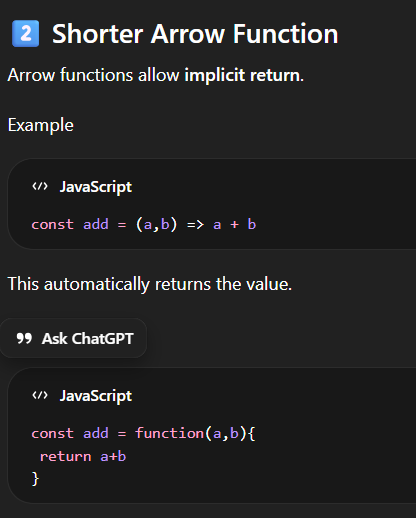 2 Shorter Arrow Function
Arrow functions allow implicit return.
Example
</> JavaScript
const add = (a,b) => a + b
This automatically returns the value.
Ask ChatGPT
</> JavaScript
const add = function(a,b){
 return a+b
}